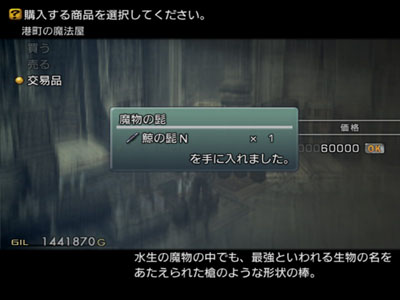 購入する商品を選択してください。
港町の魔法屋
買う
売る
交易品
魔物の髭
鯨の髭N × 1
を手に入れました。
価格
60000 OK
GIL 1441870G
水生の魔物の中でも、最強といわれる生物の名を
あたえられた槍のような形状の棒。